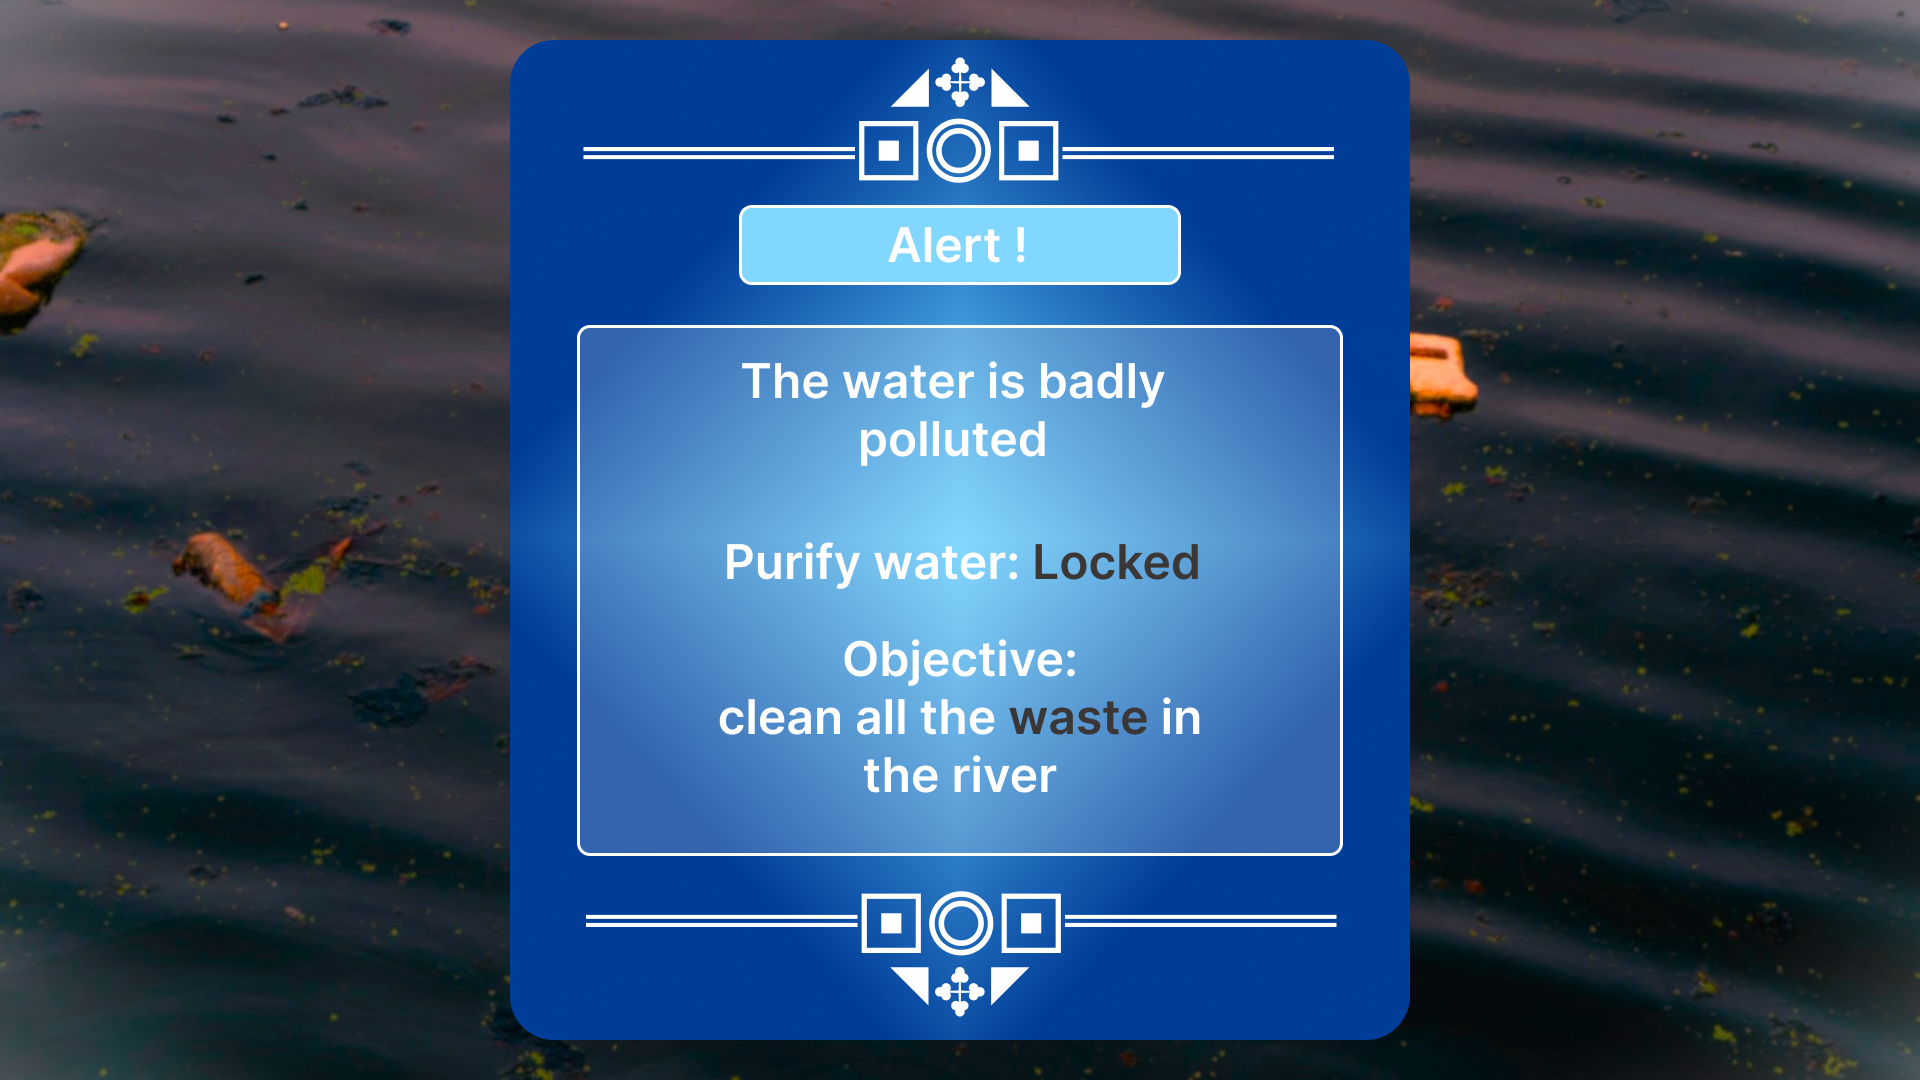 Alert !
The water is badly
polluted
Purify water: Locked
Objective:
clean all the waste in
the river